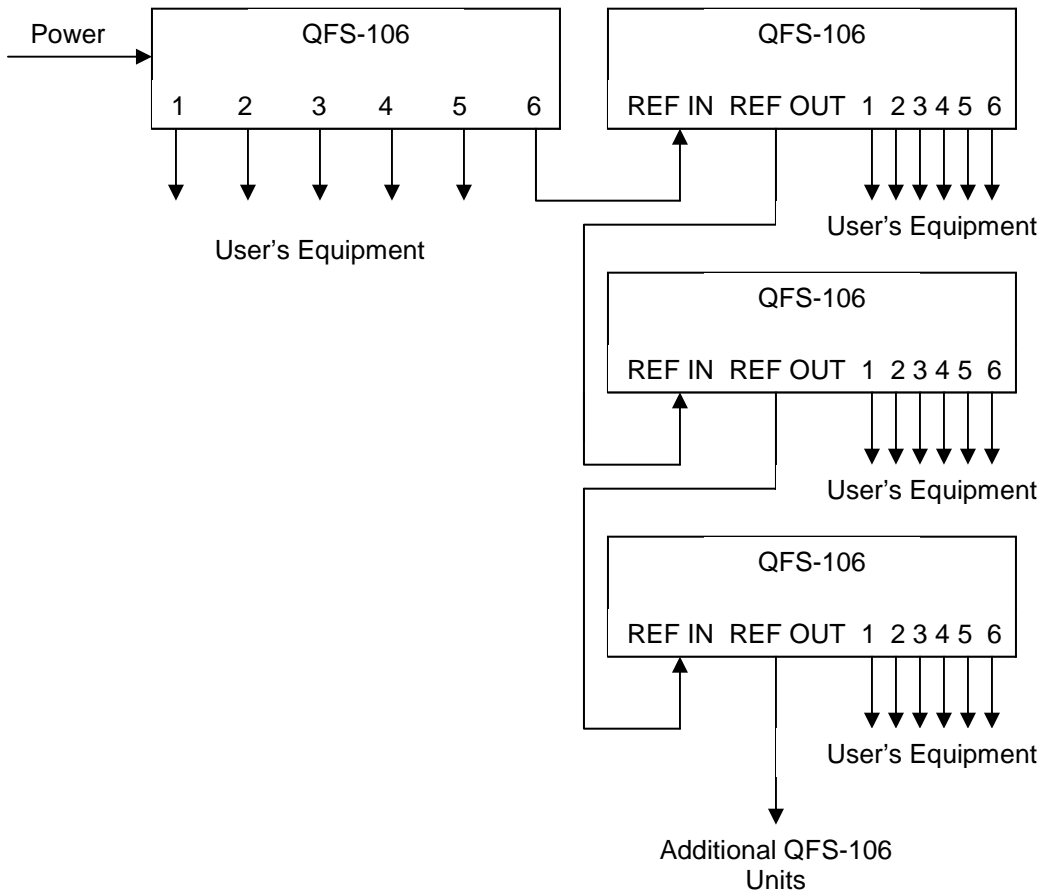 Power
QFS-106
1 2 3 4 5 6
User’s Equipment
QFS-106
REF IN REF OUT 1 2 3 4 5 6
User’s Equipment
QFS-106
REF IN REF OUT 1 2 3 4 5 6
User’s Equipment
QFS-106
REF IN REF OUT 1 2 3 4 5 6
User’s Equipment
Additional QFS-106
Units